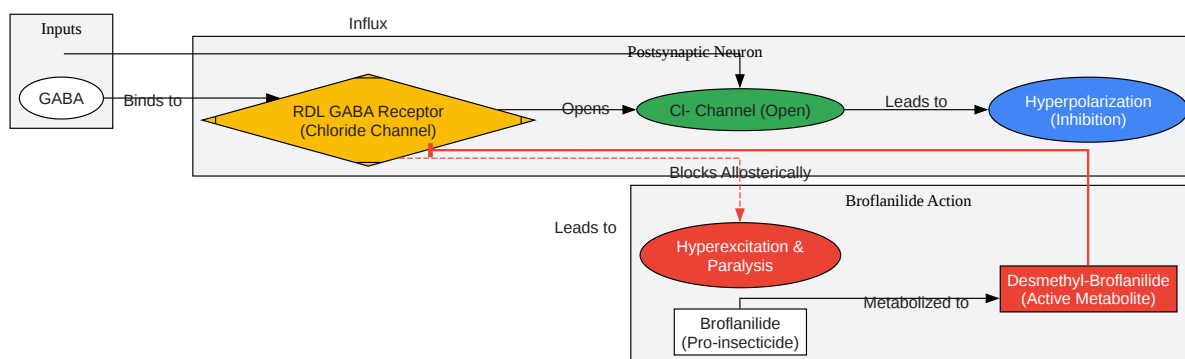 Influx
Inputs
Postsynaptic Neuron
GABA
Binds to
RDL GABA Receptor
(Chloride Channel)
Opens
Cl- Channel (Open)
Leads to
Hyperpolarization
(Inhibition)
Blocks Allosterically
Broflanilide Action
Leads to
Hyperexcitation &
Paralysis
Desmethyl-Broflanilide
(Active Metabolite)
Metabolized to
Broflanilide
(Pro-insecticide)